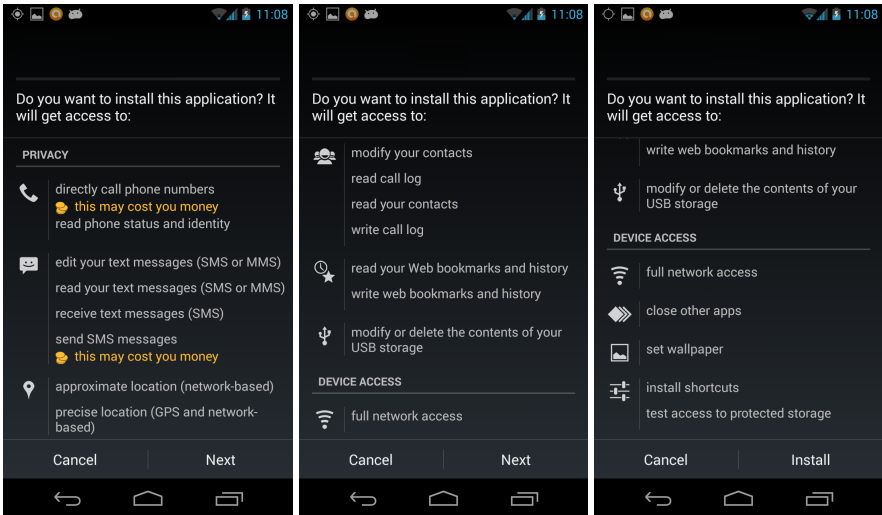 11:08
Do you want to install this application? It
will get access to:
PRIVACY
directly call phone numbers
this may cost you money
read phone status and identity
edit your text messages (SMS or MMS)
read your text messages (SMS or MMS)
receive text messages (SMS)
send SMS messages
this may cost you money
approximate location (network-based)
precise location (GPS and network-
based)
Cancel
Next
11:08
Do you want to install this application? It
will get access to:
modify your contacts
read call log
read your contacts
write call log
read your Web bookmarks and history
write web bookmarks and history
modify or delete the contents of your
USB storage
DEVICE ACCESS
full network access
Cancel
Next
11:08
Do you want to install this application? It
will get access to:
write web bookmarks and history
modify or delete the contents of your
USB storage
DEVICE ACCESS
full network access
close other apps
set wallpaper
install shortcuts
test access to protected storage
Cancel
Install